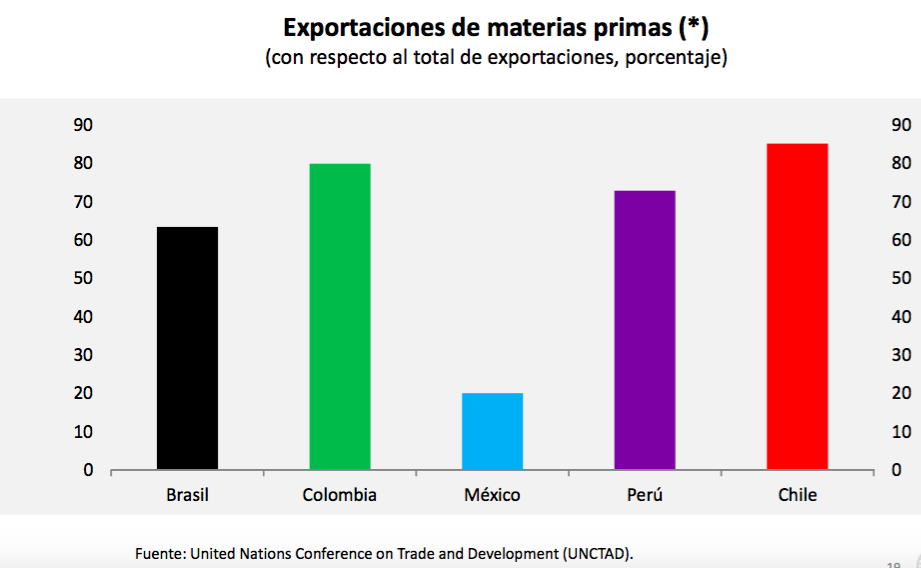 Exportaciones de materias primas (*)
(con respecto al total de exportaciones, porcentaje)
90 90
80 80
70 70
60 60
50 50
40 40
30 30
20 20
10 10
0 0
Brasil Colombia México Perú Chile
Fuente: United Nations Conference on Trade and Development (UNCTAD).
19